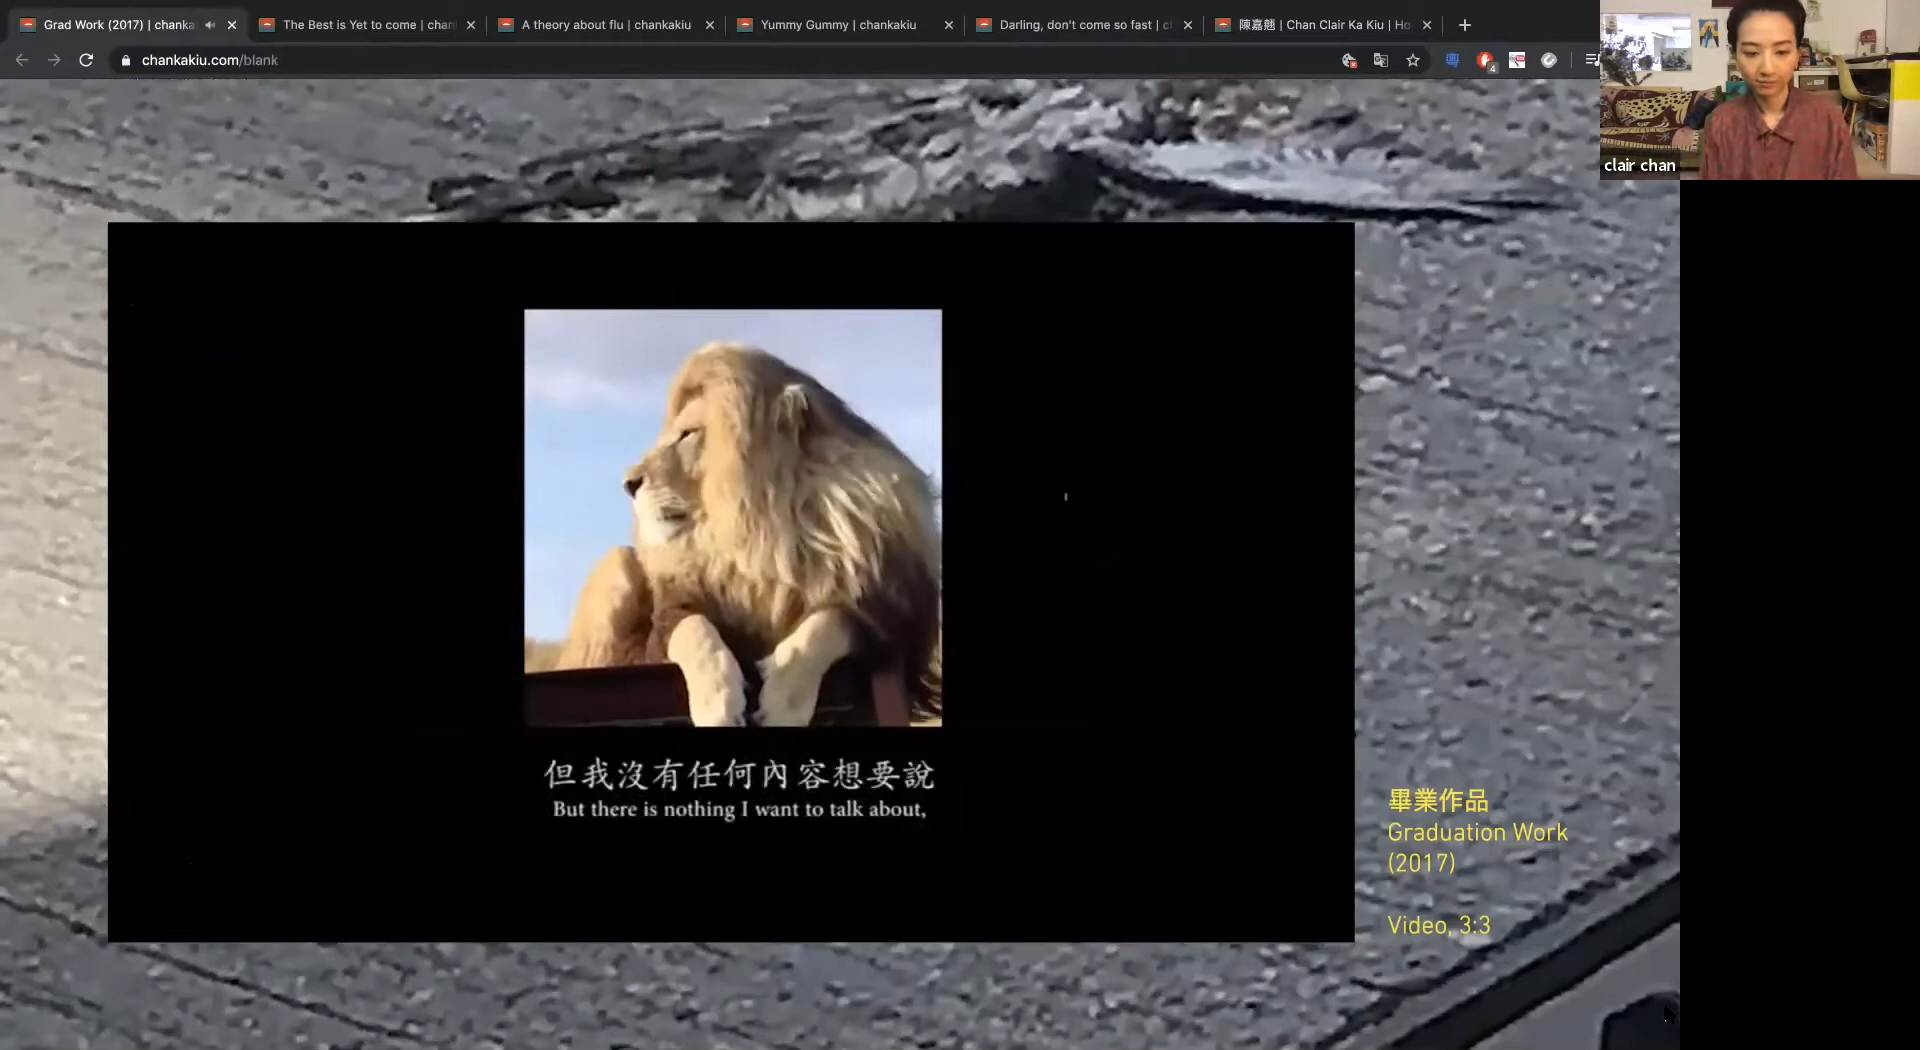 Grad Work (2017) | chanka
The Best is Yet to come | chan
A theory about flu | chankakiu
Yummy Gummy | chankakiu
Darling, don't come so fast | c
陳嘉翹 | Chan Clair Ka Kiu | Ho
chankakiu.com/blank
4
clair chan
但我沒有任何內容想要說
But there is nothing I want to talk about,
畢業作品
Graduation Work
(2017)
Video, 3:3